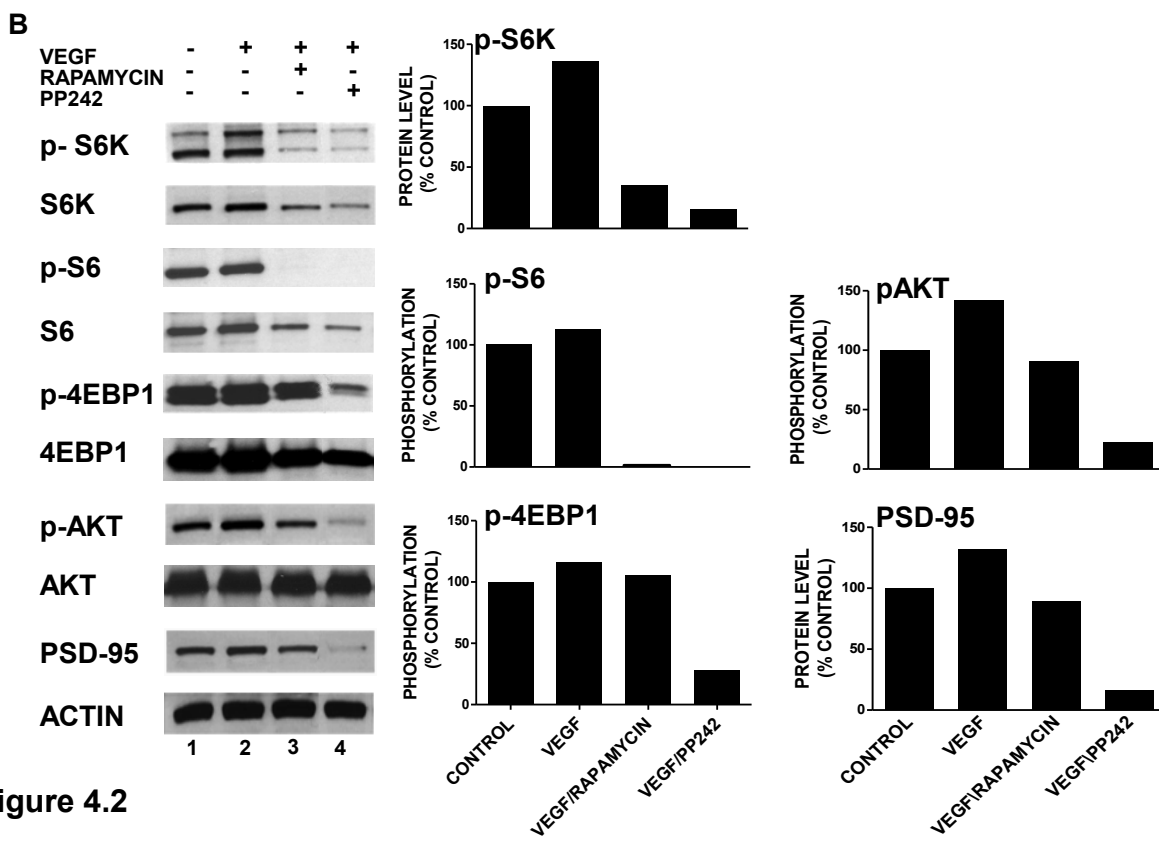 B
VEGF - + + +
RAPAMYCIN - - + -
PP242 - - - +
p- S6K
S6K
p-S6
S6
p-4EBP1
4EBP1
p-AKT
AKT
PSD-95
ACTIN
1 2 3 4
p-S6K
PROTEIN LEVEL
(% CONTROL)
150
100
50
0
p-S6
PHOSPHORYLATION
(% CONTROL)
150
100
50
0
p-4EBP1
PHOSPHORYLATION
(% CONTROL)
150
100
50
0
CONTROL
VEGF
VEGF/RAPAMYCIN
VEGF/PP242
pAKT
PHOSPHORYLATION
(% CONTROL)
150
100
50
0
PSD-95
PROTEIN LEVEL
(% CONTROL)
150
100
50
0
CONTROL
VEGF
VEGF\RAPAMYCIN
VEGF\PP242
igure 4.2